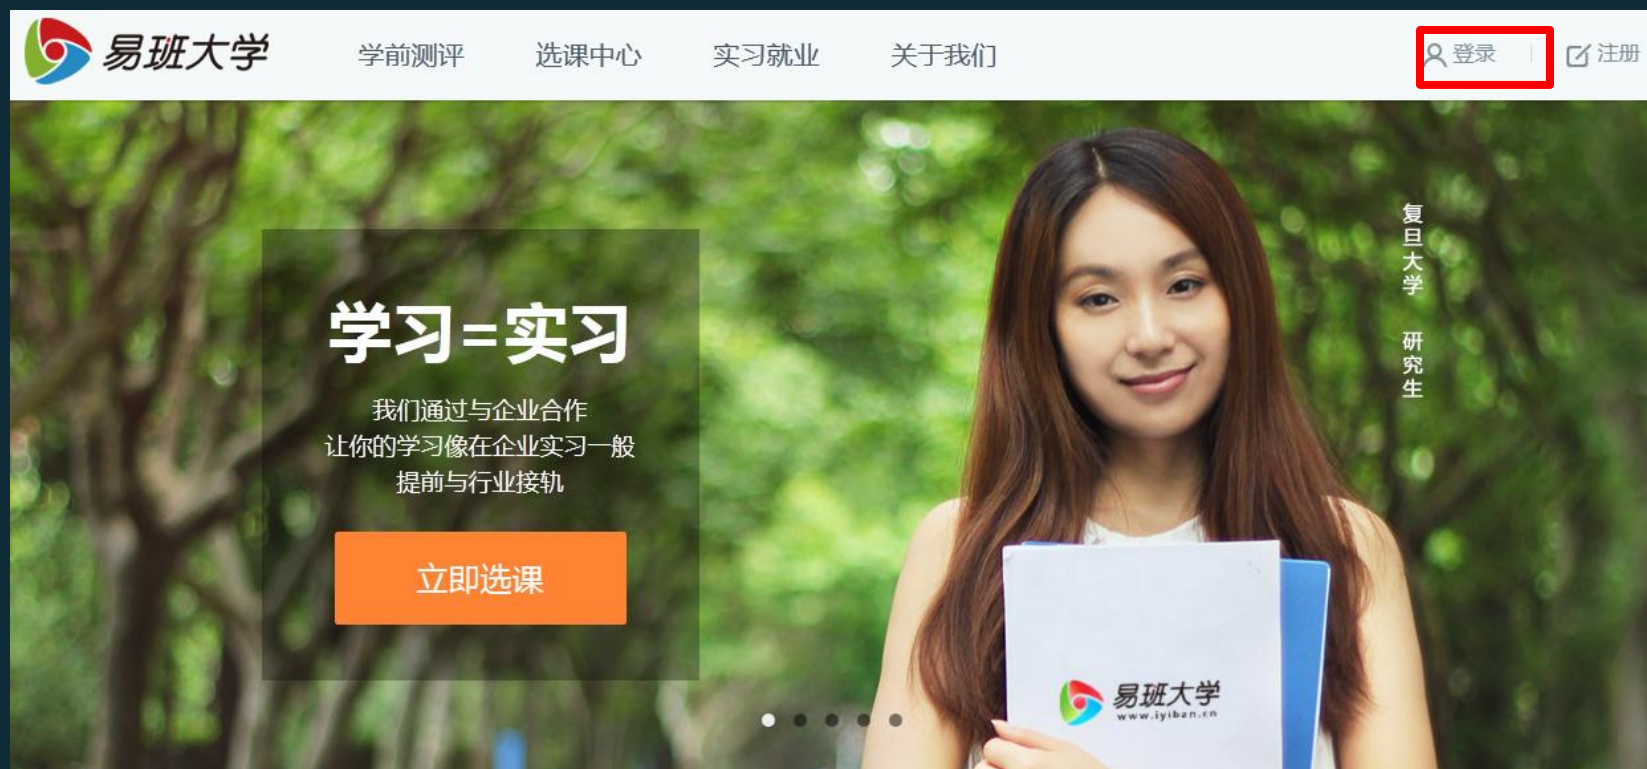 易班大学
学前测评
选课中心
实习就业
关于我们
登录
注册
学习=实习
我们通过与企业合作
让你的学习像在企业实习一般
提前与行业接轨
立即选课
复旦大学 研究生
易班大学
www.iyiban.cn